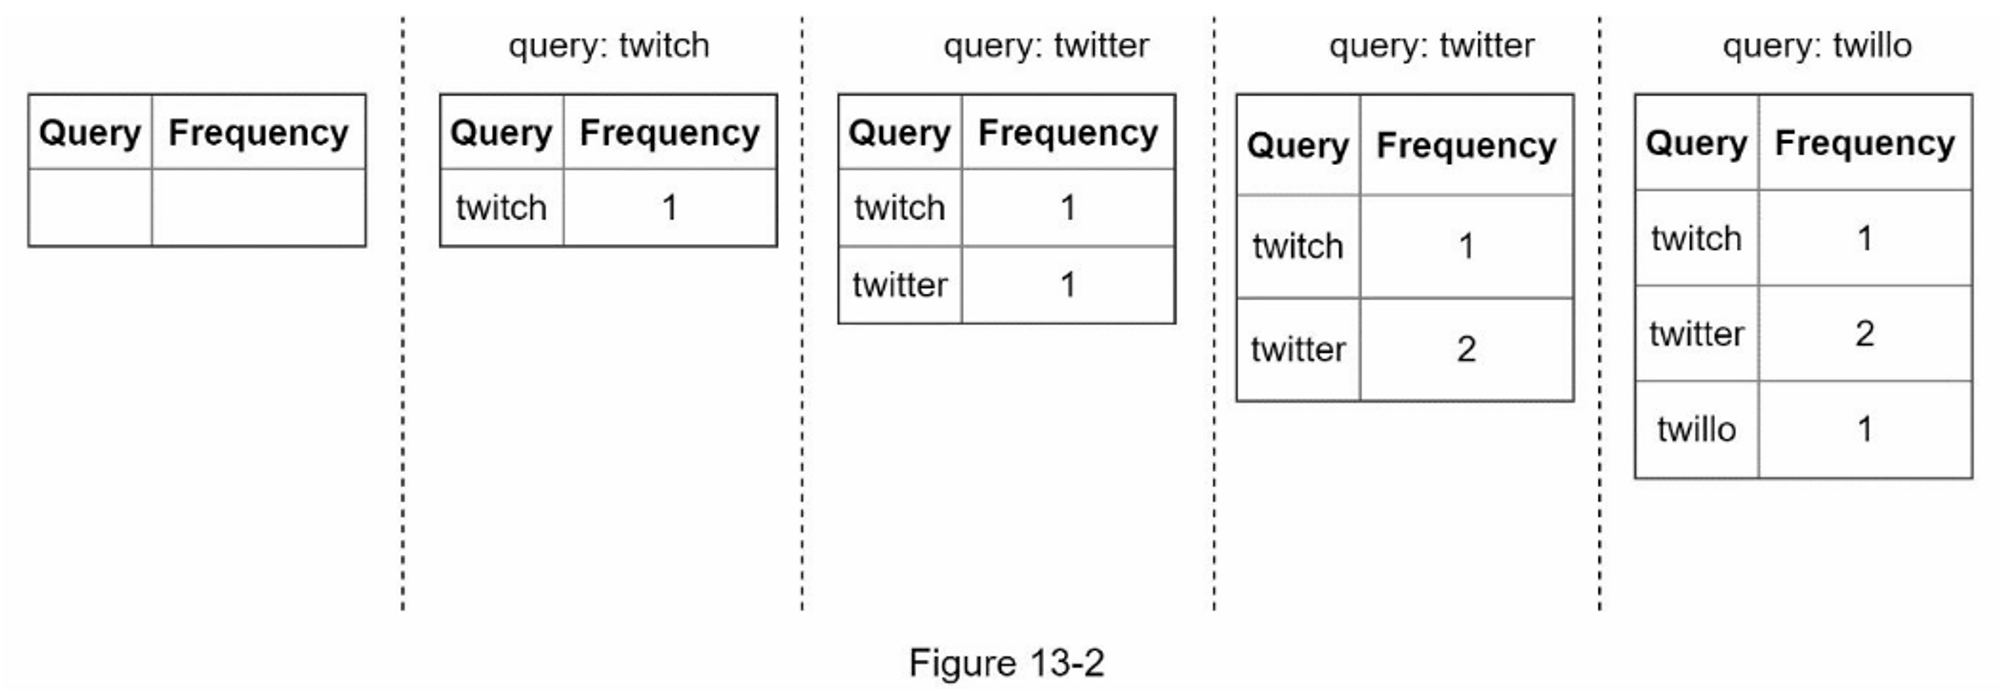 query: twitch
query: twitter
query: twitter
query: twillo
Query Frequency
Query Frequency
twitch 1
Query Frequency
twitch 1
twitter 1
Query Frequency
twitch 1
twitter 2
Query Frequency
twitch 1
twitter 2
twillo 1
Figure 13-2